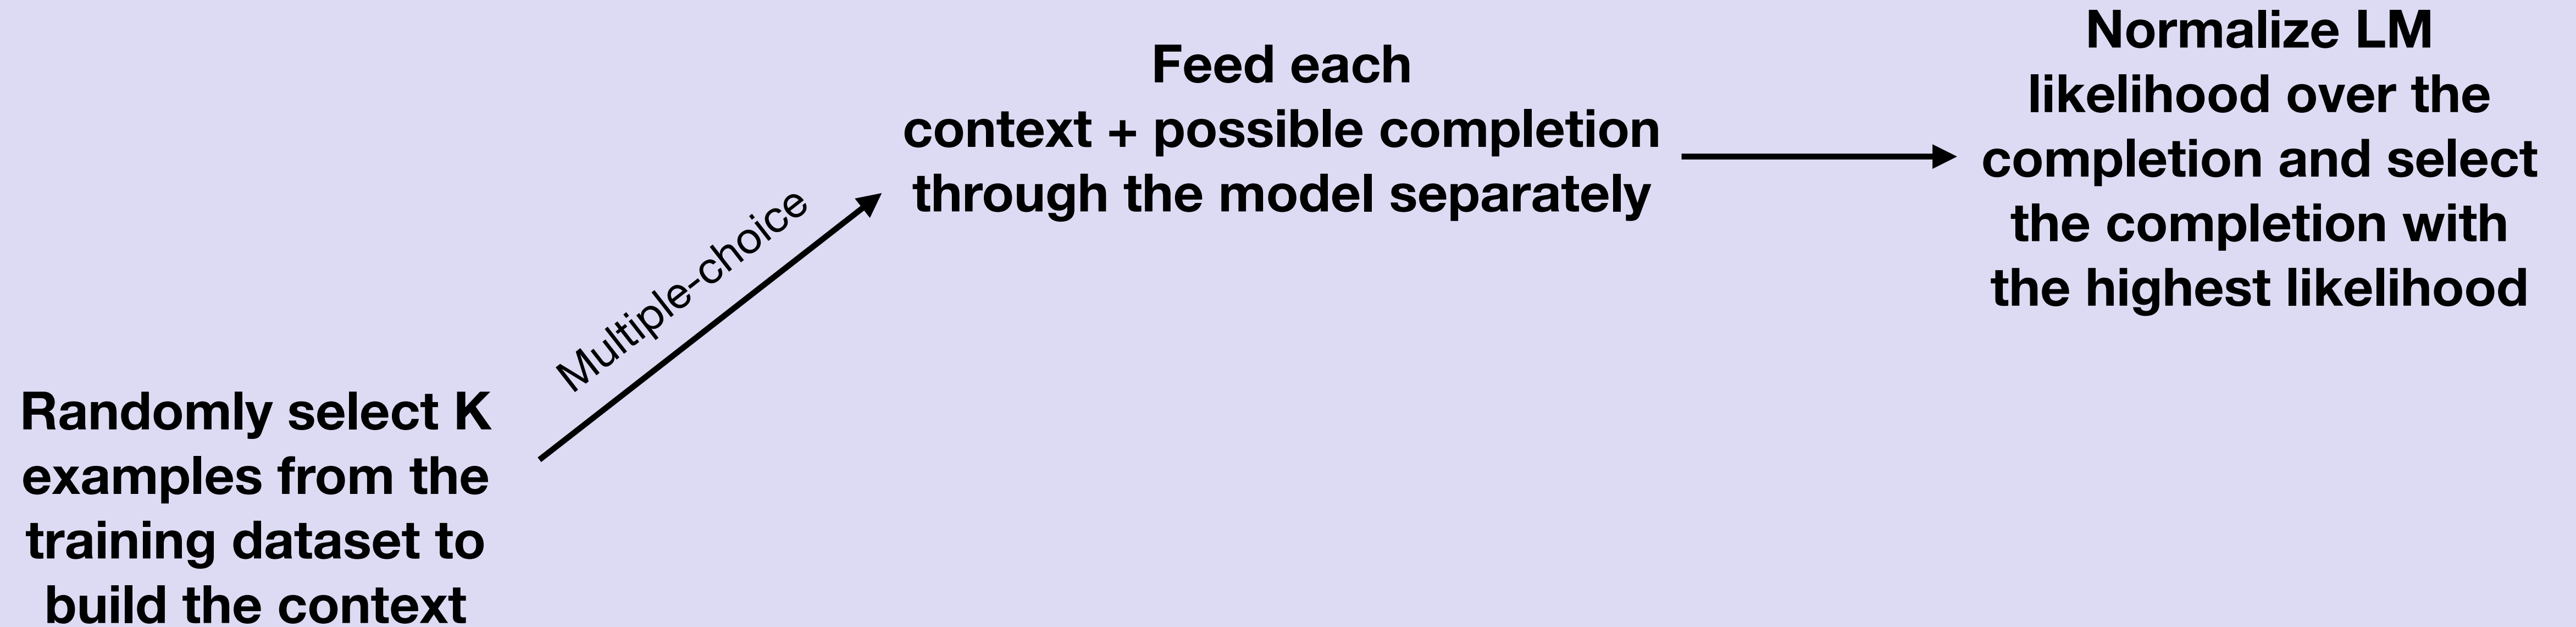 Randomly select K
examples from the
training dataset to
build the context
Multiple-choice
Feed each
context + possible completion
through the model separately
Normalize LM
likelihood over the
completion and select
the completion with
the highest likelihood